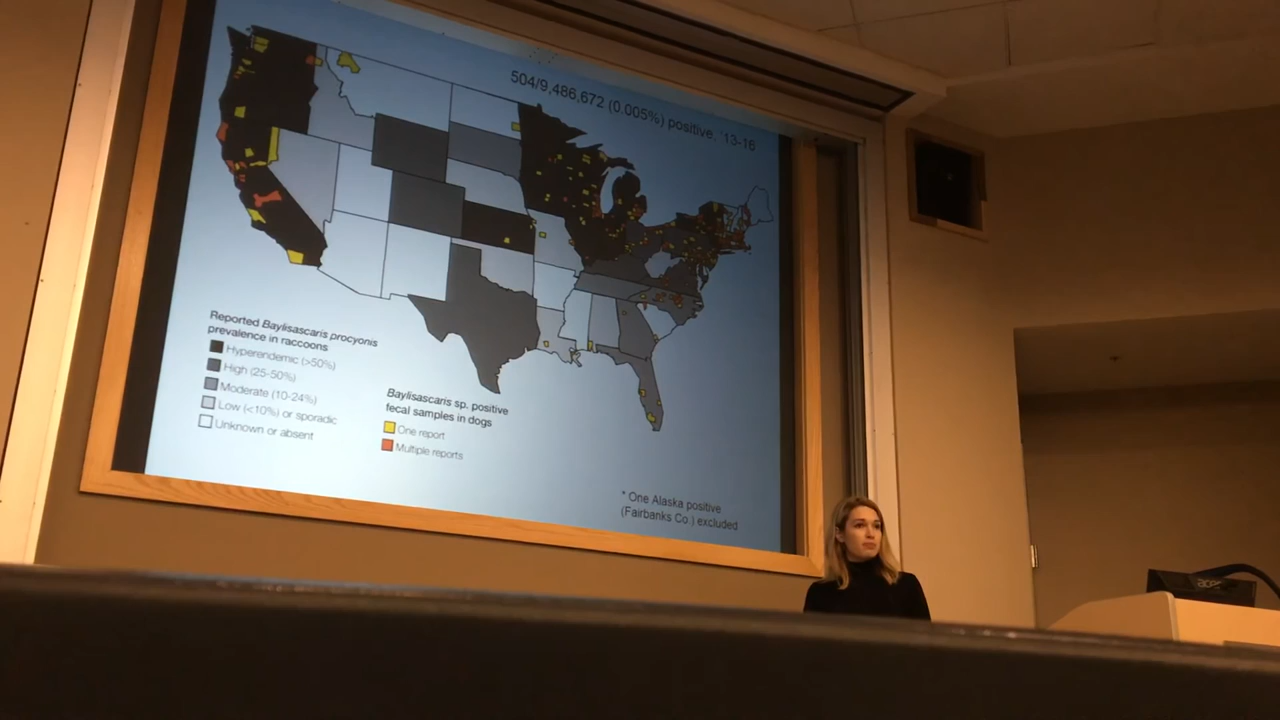 504/9,486,672 (0.005%) positive, '13-16
Reported Baylisascaris procyonis
prevalence in raccoons
Hyperendemic (>50%)
High (25-50%)
Moderate (10-24%)
Low (<10%) or sporadic
Unknown or absent
Baylisascaris sp. positive
fecal samples in dogs
One report
Multiple reports
* One Alaska positive
(Fairbanks Co.) excluded
acer